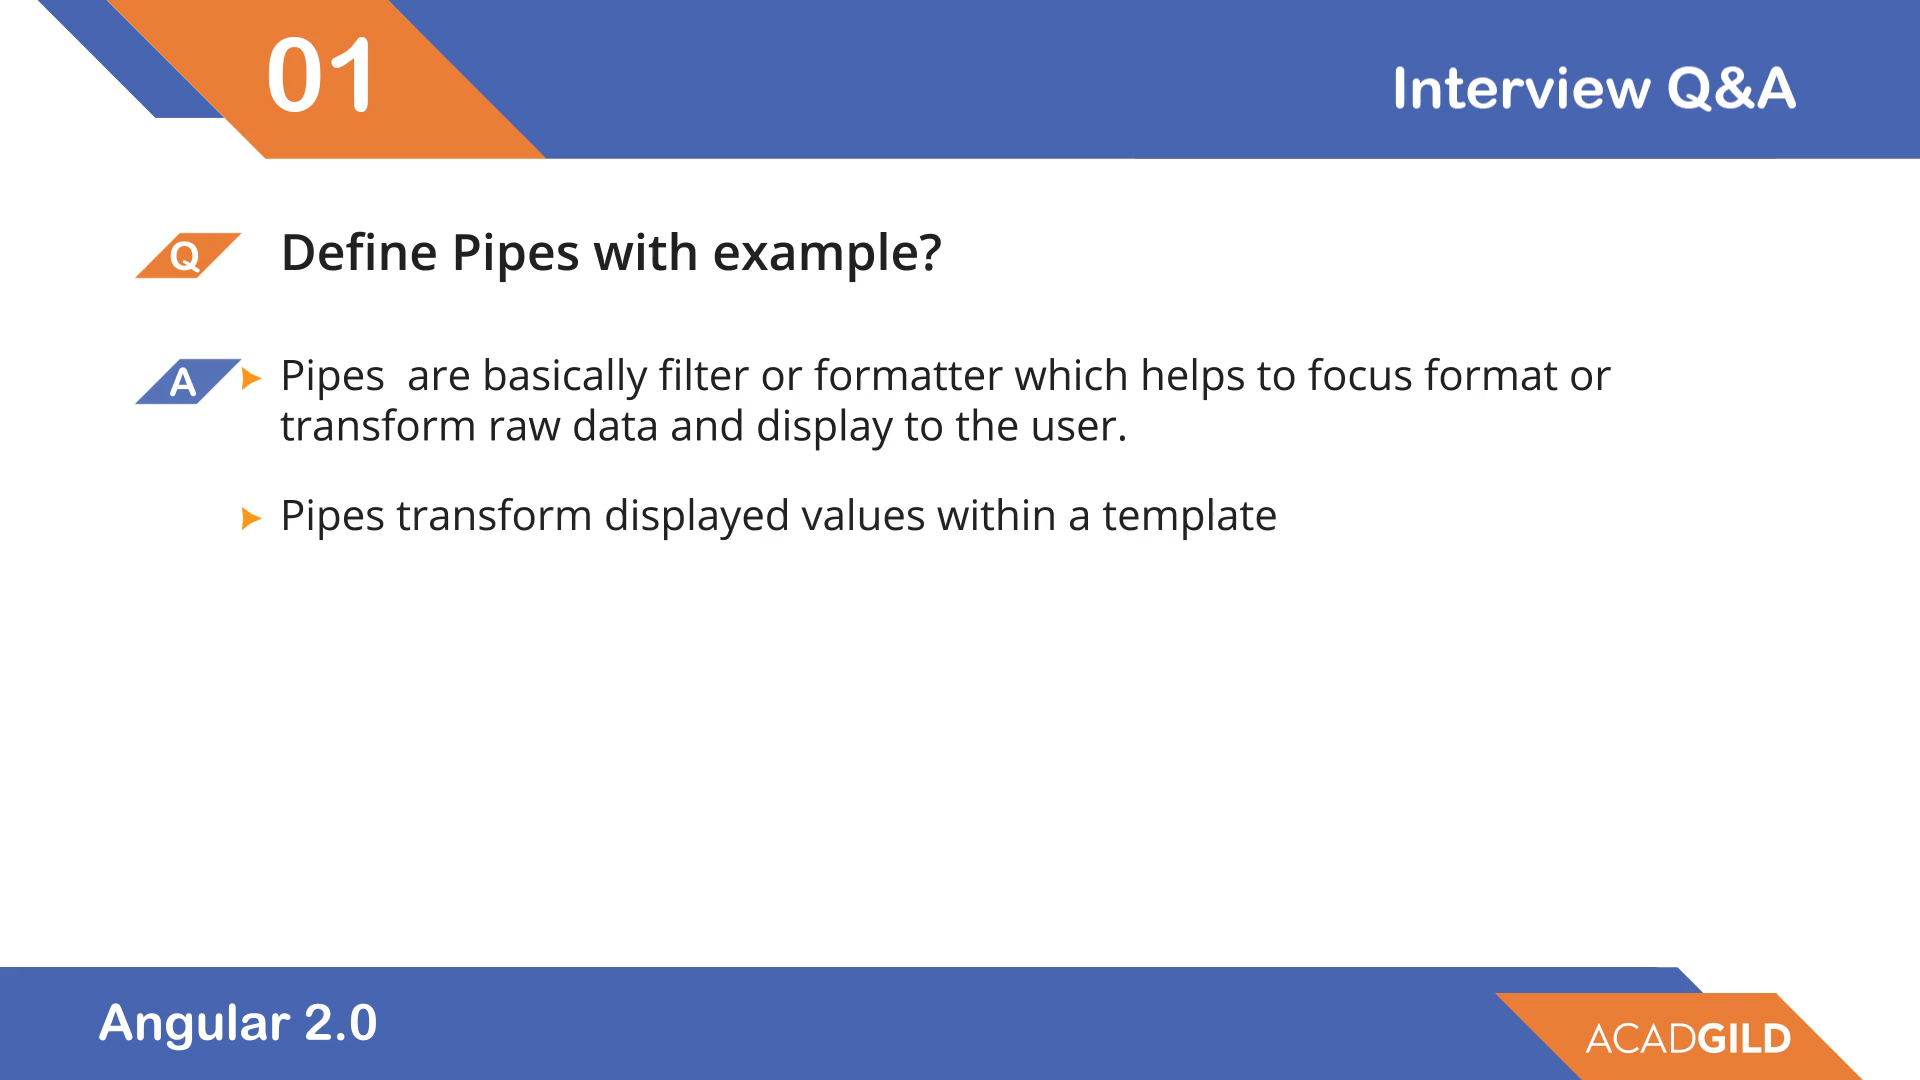 01
Interview Q&A
Q Define Pipes with example?
A Pipes are basically filter or formatter which helps to focus format or
transform raw data and display to the user.
Pipes transform displayed values within a template
Angular 2.0
ACADGILD